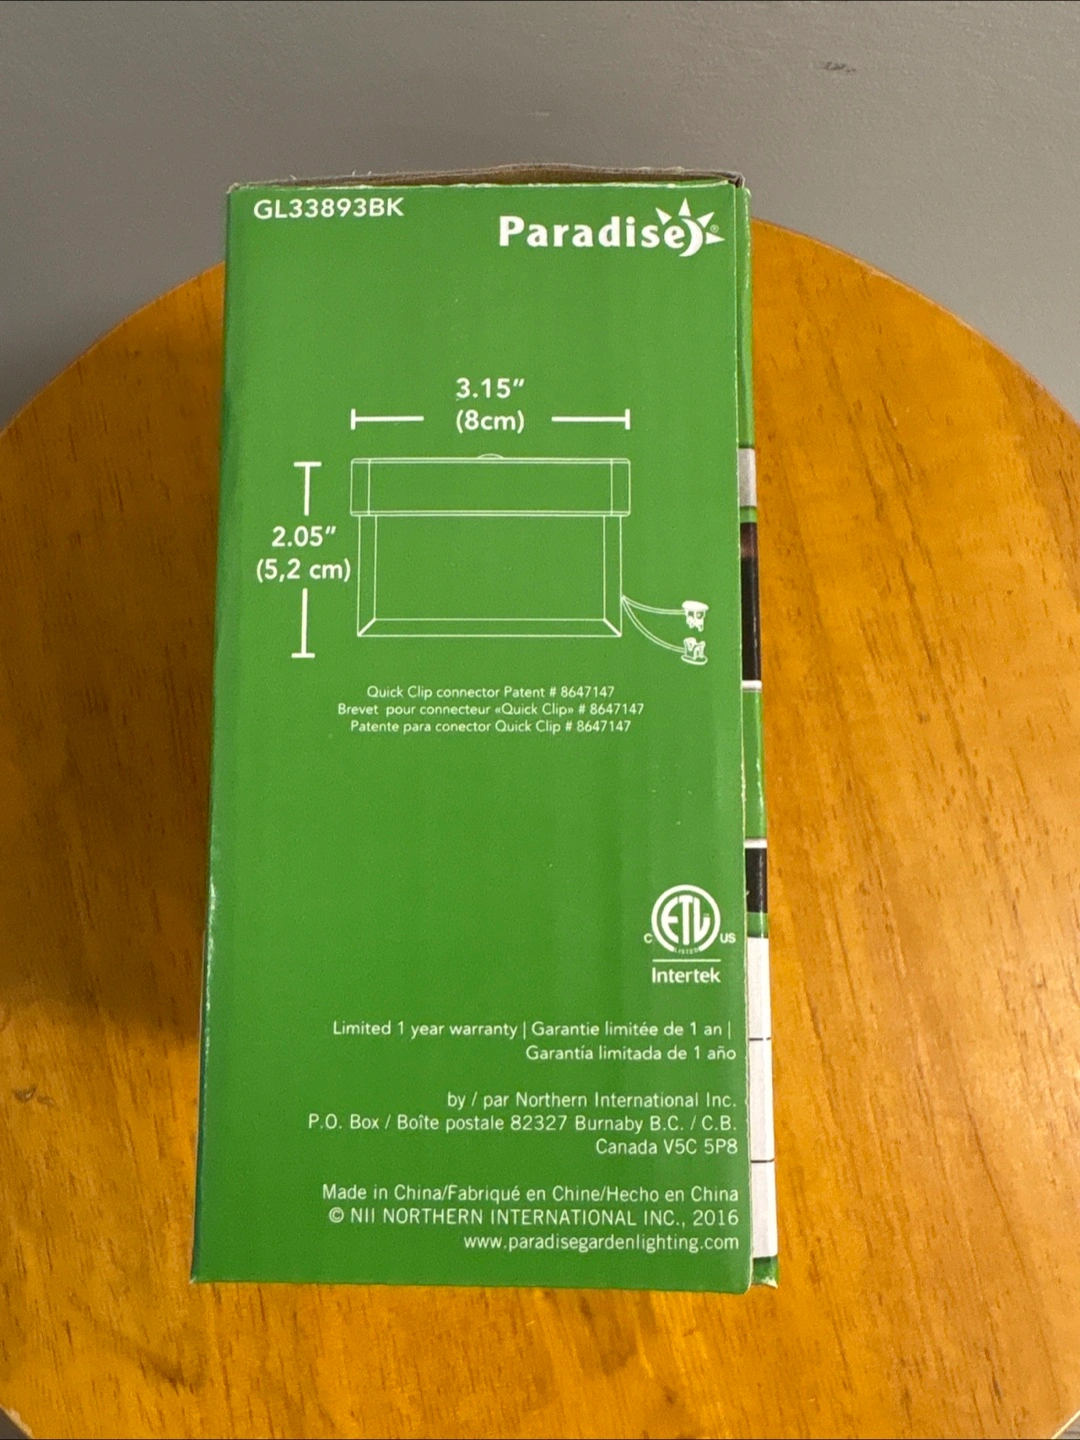 GL33893BK
Paradise®
3.15”
(8cm)
2.05”
(5,2 cm)
Quick Clip connector Patent # 8647147
Brevet pour connecteur «Quick Clip» # 8647147
Patente para conector Quick Clip # 8647147
ETL
C US
LISTED
Intertek
Limited 1 year warranty | Garantie limitée de 1 an |
Garantía limitada de 1 año
by / par Northern International Inc.
P.O. Box / Boîte postale 82327 Burnaby B.C. / C.B.
Canada V5C 5P8
Made in China/Fabriqué en Chine/Hecho en China
© NII NORTHERN INTERNATIONAL INC., 2016
www.paradisegardenlighting.com